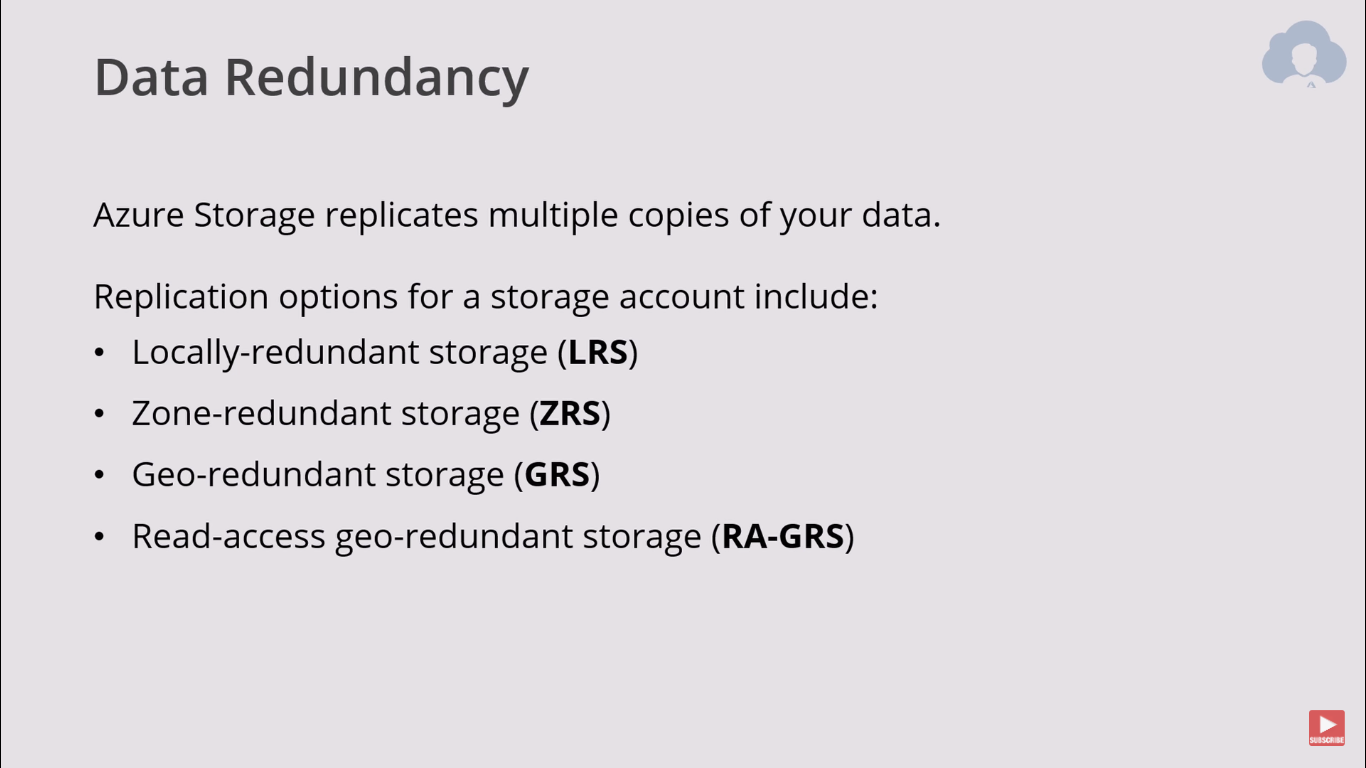 Data Redundancy
Azure Storage replicates multiple copies of your data.
Replication options for a storage account include:
• Locally-redundant storage (LRS)
• Zone-redundant storage (ZRS)
• Geo-redundant storage (GRS)
• Read-access geo-redundant storage (RA-GRS)
SUBSCRIBE